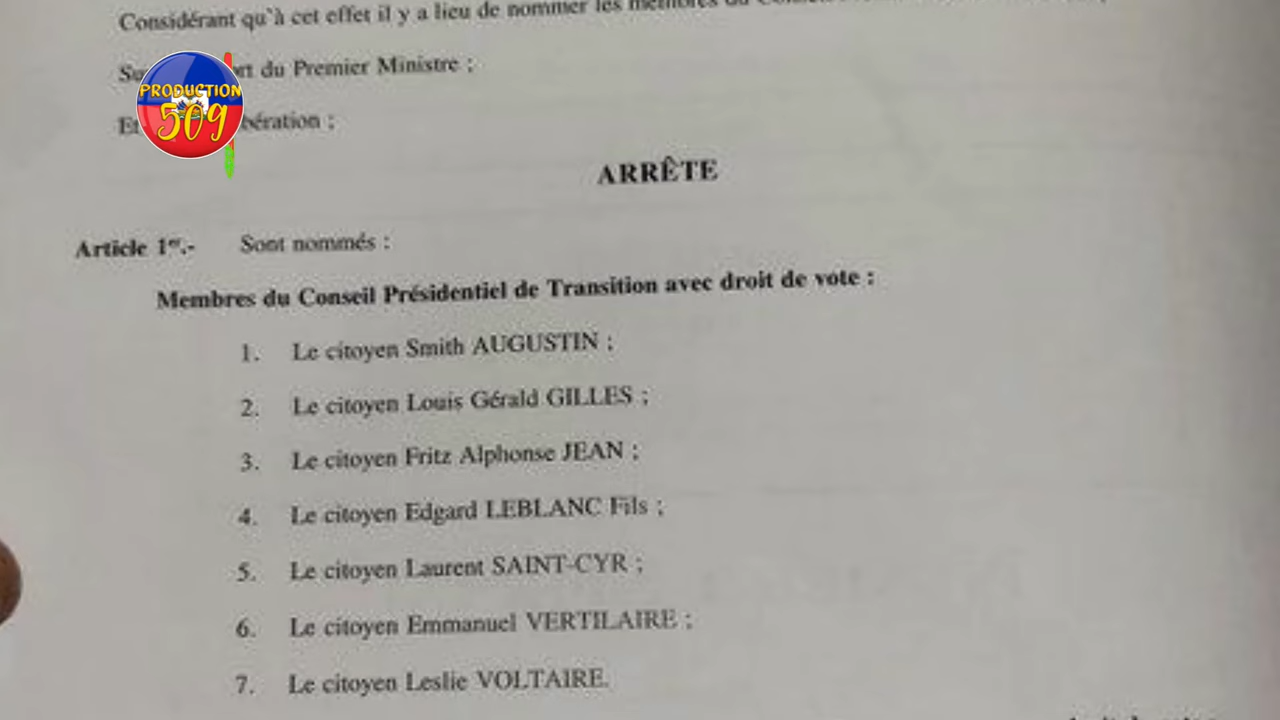 Considérant qu'à cet effet il y a lieu de nommer les membres du
PRODUCTION
509
du Premier Ministre ;
Et
ARRÊTE
Article 1er.- Sont nommés :
Membres du Conseil Présidentiel de Transition avec droit de vote :
1. Le citoyen Smith AUGUSTIN ;
2. Le citoyen Louis Gérald GILLES ;
3. Le citoyen Fritz Alphonse JEAN ;
4. Le citoyen Edgard LEBLANC Fils ;
5. Le citoyen Laurent SAINT-CYR ;
6. Le citoyen Emmanuel VERTILAIRE ;
7. Le citoyen Leslie VOLTAIRE.